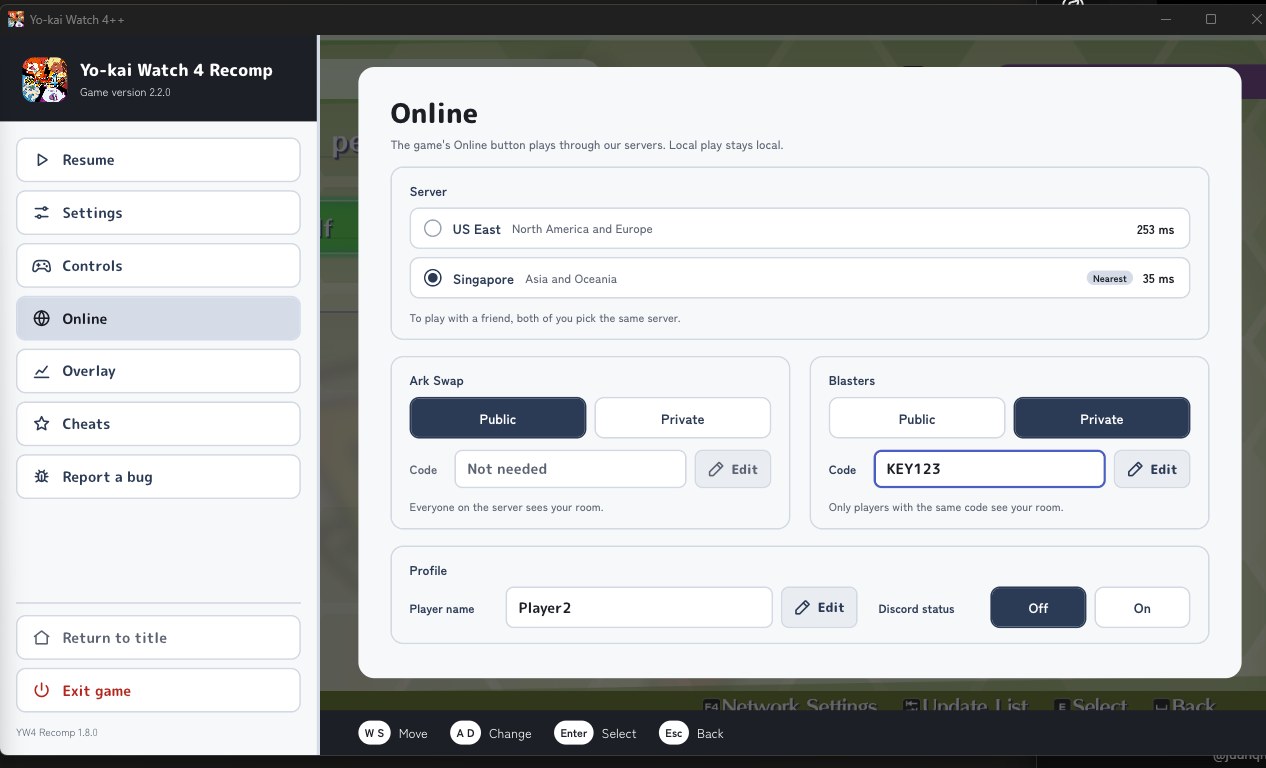 Yo-kai Watch 4++
Yo-kai Watch 4 Recomp
Game version 2.2.0
Resume
Settings
Controls
Online
Overlay
Cheats
Report a bug
Return to title
Exit game
YW4 Recomp 1.8.0
Online
The game's Online button plays through our servers. Local play stays local.
Server
US East North America and Europe 253 ms
Singapore Asia and Oceania Nearest 35 ms
To play with a friend, both of you pick the same server.
Ark Swap
Public Private
Code Not needed Edit
Everyone on the server sees your room.
Blasters
Public Private
Code KEY123 Edit
Only players with the same code see your room.
Profile
Player name Player2 Edit Discord status Off On
F4 Network Settings Update List E Select Back
W S Move A D Change Enter Select Esc Back